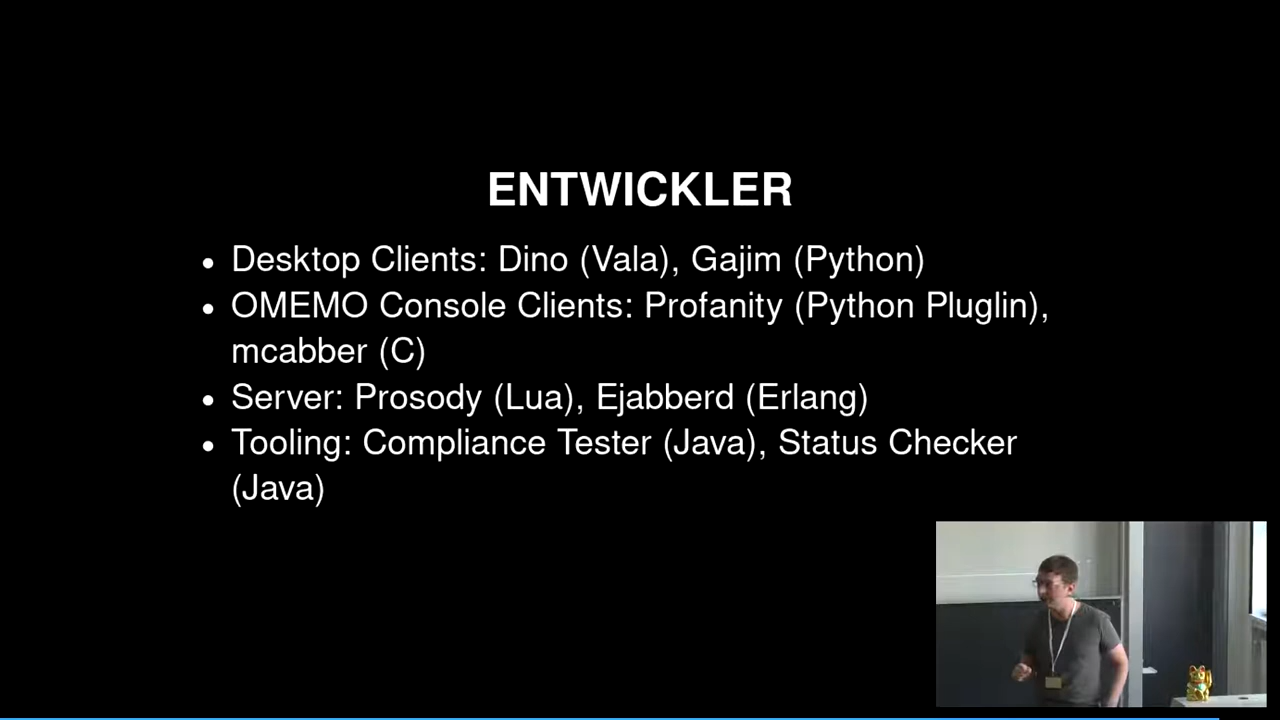 ENTWICKLER
• Desktop Clients: Dino (Vala), Gajim (Python)
• OMEMO Console Clients: Profanity (Python Pluglin),
mcabber (C)
• Server: Prosody (Lua), Ejabberd (Erlang)
• Tooling: Compliance Tester (Java), Status Checker
(Java)